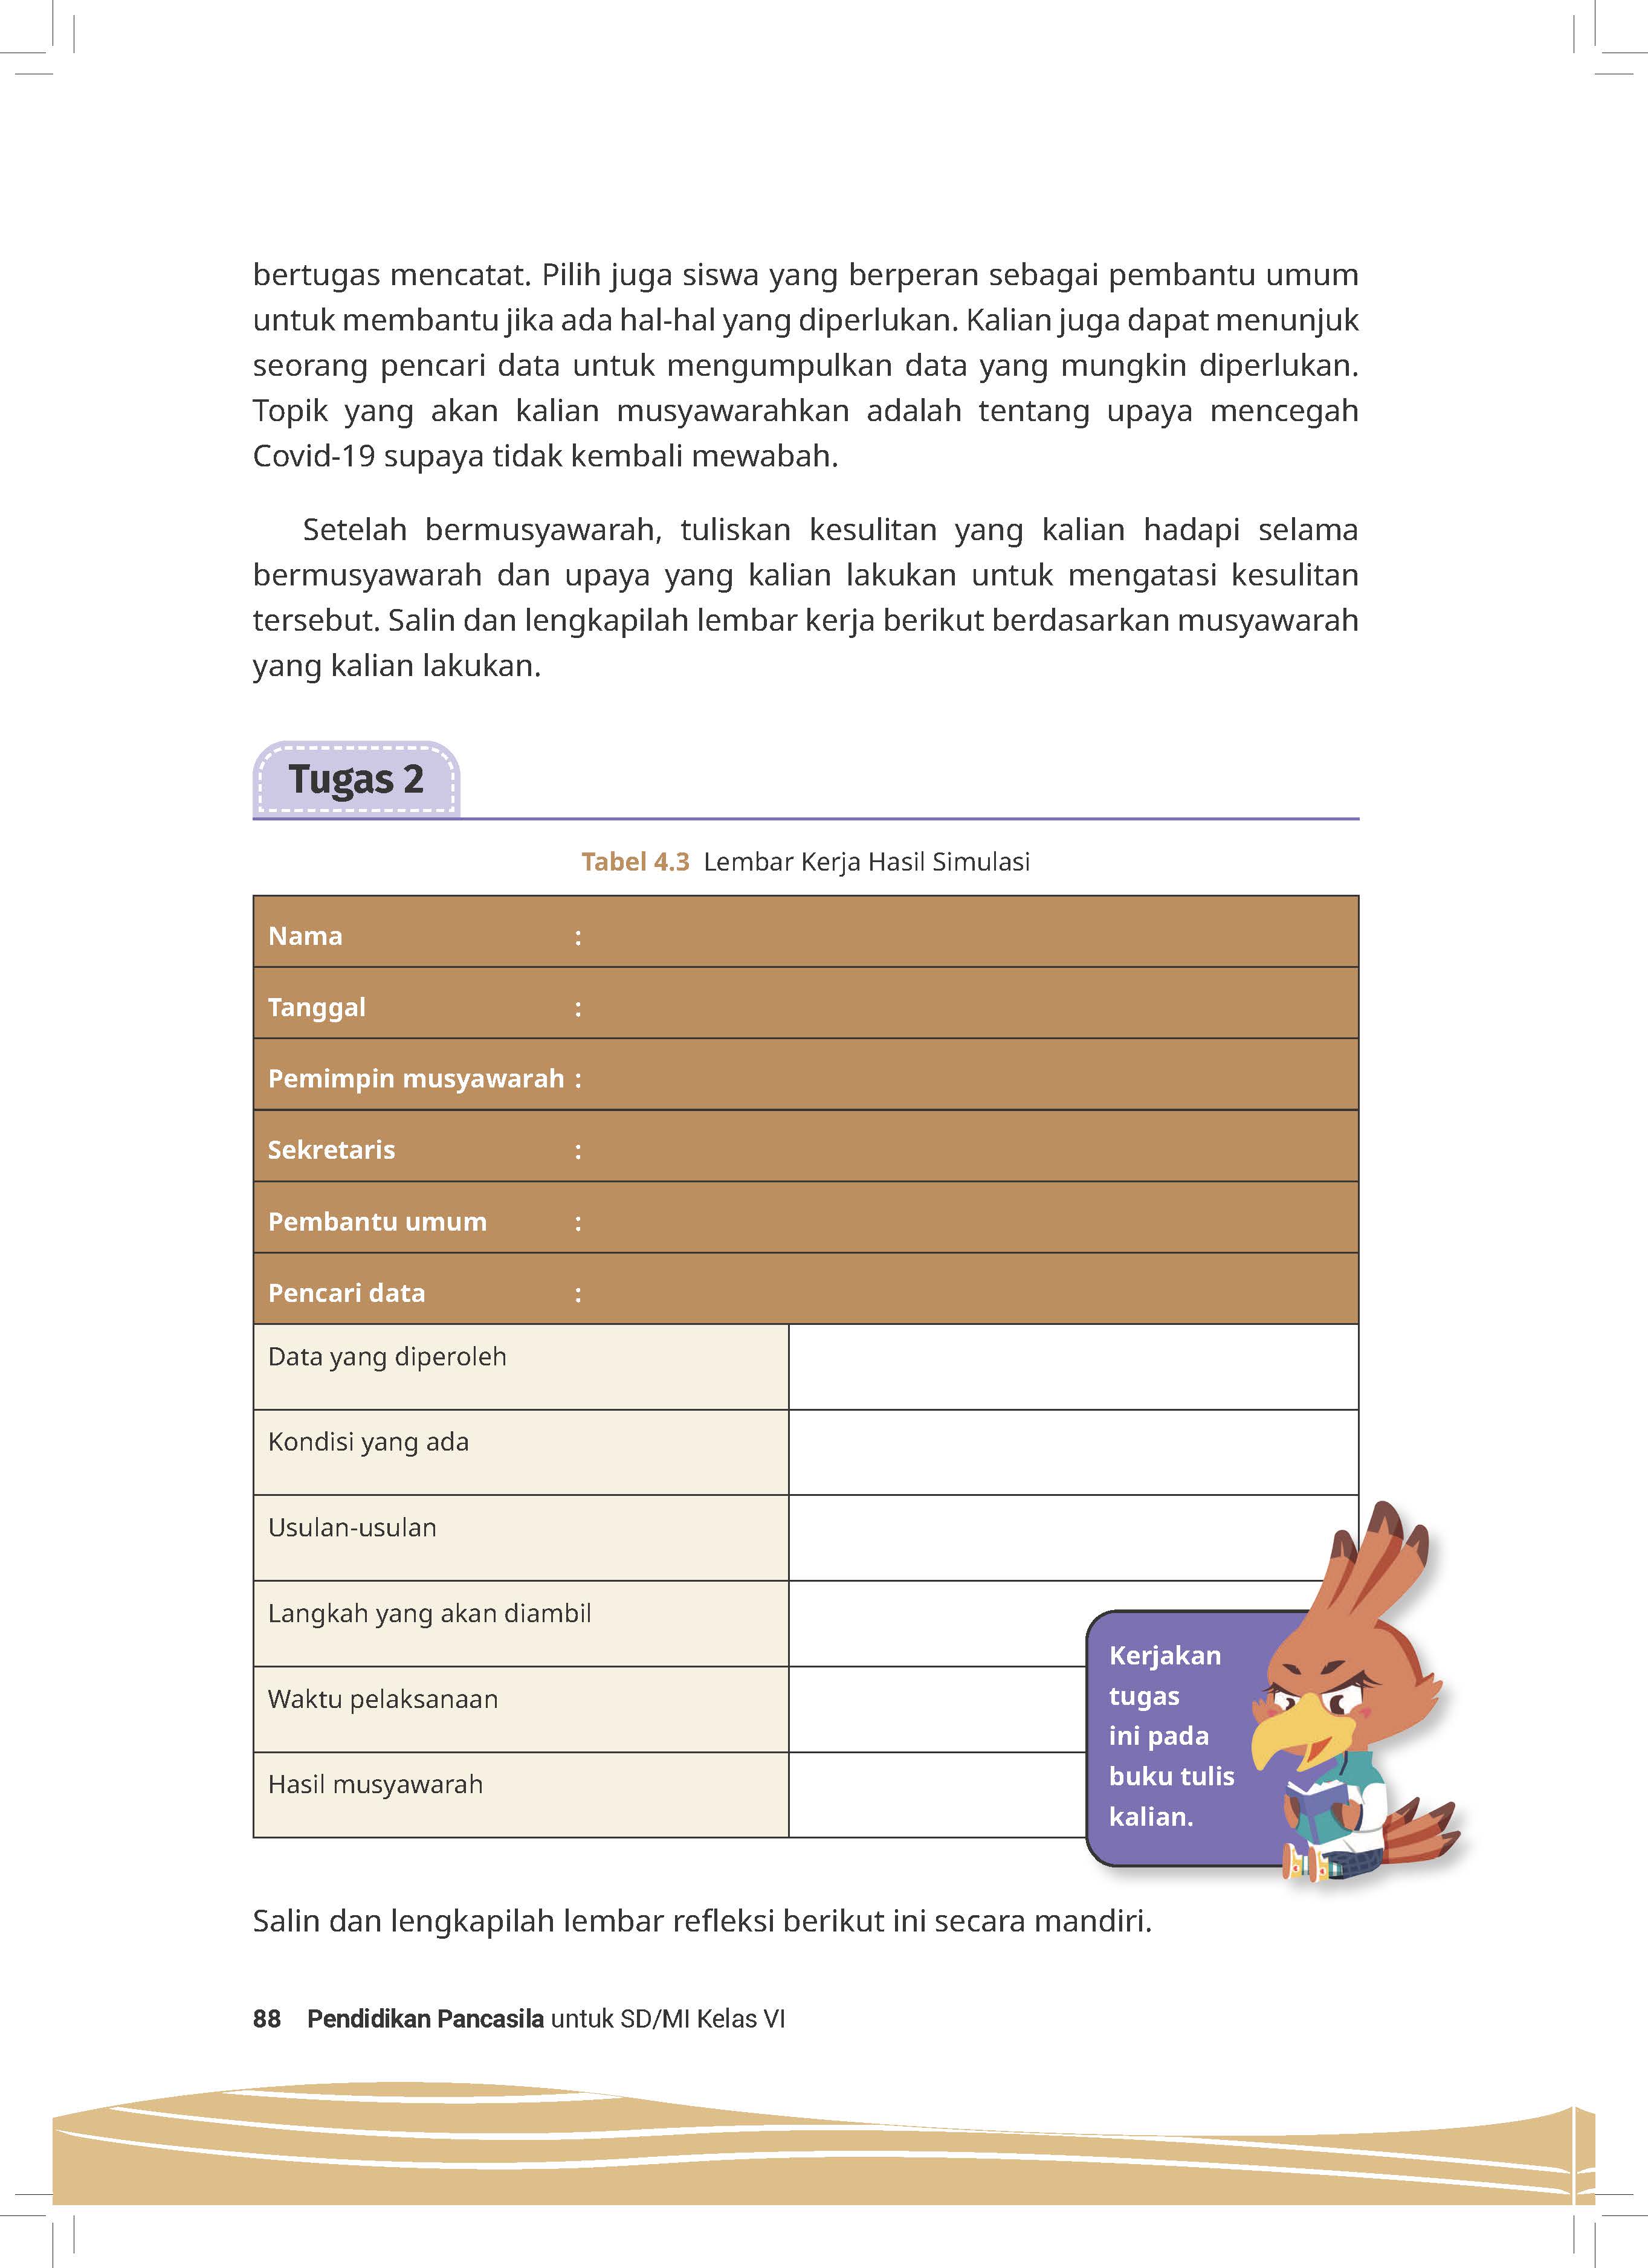 bertugas mencatat. Pilih juga siswa yang berperan sebagai pembantu umum
untuk membantu jika ada hal-hal yang diperlukan. Kalian juga dapat menunjuk
seorang pencari data untuk mengumpulkan data yang mungkin diperlukan.
Topik yang akan kalian musyawarahkan adalah tentang upaya mencegah
Covid-19 supaya tidak kembali mewabah.
Setelah bermusyawarah, tuliskan kesulitan yang kalian hadapi selama
bermusyawarah dan upaya yang kalian lakukan untuk mengatasi kesulitan
tersebut. Salin dan lengkapilah lembar kerja berikut berdasarkan musyawarah
yang kalian lakukan.
Tugas 2
Tabel 4.3 Lembar Kerja Hasil Simulasi
Nama :
Tanggal :
Pemimpin musyawarah :
Sekretaris :
Pembantu umum :
Pencari data :
Data yang diperoleh
Kondisi yang ada
Usulan-usulan
Langkah yang akan diambil
Waktu pelaksanaan
Hasil musyawarah
Kerjakan
tugas
ini pada
buku tulis
kalian.
Salin dan lengkapilah lembar refleksi berikut ini secara mandiri.
88 Pendidikan Pancasila untuk SD/MI Kelas VI